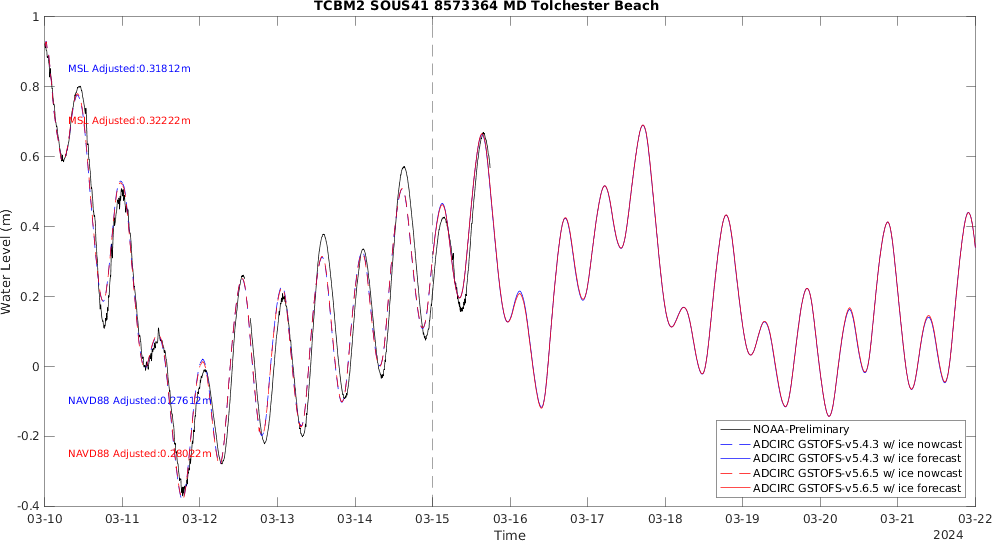 TCBM2 SOUS41 8573364 MD Tolchester Beach
Water Level (m)
1
0.8
0.6
0.4
0.2
0
-0.2
-0.4
MSL Adjusted:0.31812m
MSL Adjusted:0.32222m
NAVD88 Adjusted:0.27612m
NAVD88 Adjusted:0.28022m
NOAA-Preliminary
ADCIRC GSTOFS-v5.4.3 w/ ice nowcast
ADCIRC GSTOFS-v5.4.3 w/ ice forecast
ADCIRC GSTOFS-v5.6.5 w/ ice nowcast
ADCIRC GSTOFS-v5.6.5 w/ ice forecast
03-10 03-11 03-12 03-13 03-14 03-15 03-16 03-17 03-18 03-19 03-20 03-21 03-22
Time
2024